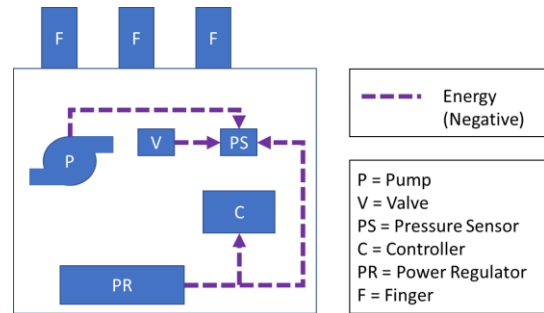 F F F
P
V
PS
C
PR
Energy
(Negative)
P = Pump
V = Valve
PS = Pressure Sensor
C = Controller
PR = Power Regulator
F = Finger